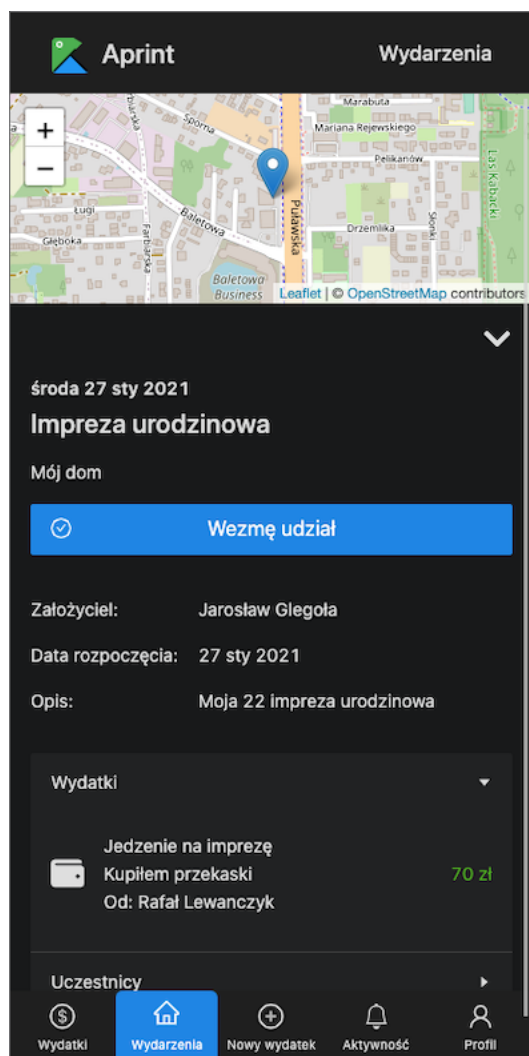 Aprint
Wydarzenia
+
−
Marabuta
Sporna
Mariana Rejewskiego
Pelikanów
Las Kabacki
Ługi
Farbiarska
Baletowa
Puławska
Drzemlika
Głęboka
Baletowa
Business
Leaflet | © OpenStreetMap contributors
środa 27 sty 2021
Impreza urodzinowa
Mój dom
Wezmę udział
Założyciel: Jarosław Glegoła
Data rozpoczęcia: 27 sty 2021
Opis: Moja 22 impreza urodzinowa
Wydatki
Jedzenie na imprezę
Kupiłem przekaski 70 zł
Od: Rafał Lewanczyk
Uczestnicy
Wydatki Wydarzenia Nowy wydatek Aktywność Profil